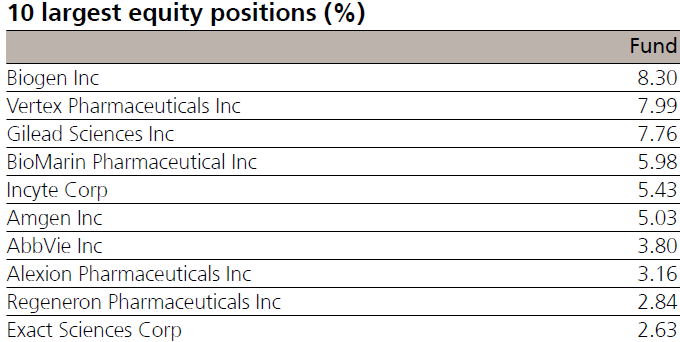 10 largest equity positions (%)
Fund
Biogen Inc 8.30
Vertex Pharmaceuticals Inc 7.99
Gilead Sciences Inc 7.76
BioMarin Pharmaceutical Inc 5.98
Incyte Corp 5.43
Amgen Inc 5.03
AbbVie Inc 3.80
Alexion Pharmaceuticals Inc 3.16
Regeneron Pharmaceuticals Inc 2.84
Exact Sciences Corp 2.63